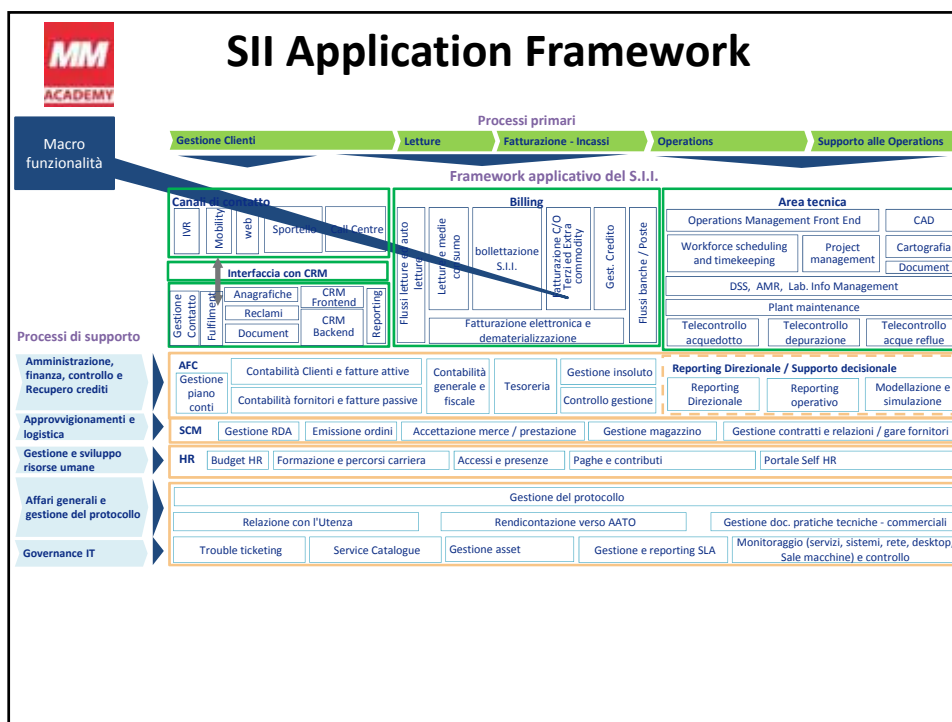 MM
ACADEMY
SII Application Framework
Macro
funzionalità
Processi primari
Gestione Clienti
Letture
Fatturazione - Incassi
Operations
Supporto alle Operations
Framework applicativo del S.I.I.
Canali di contatto
IVR
Mobility
web
Sportello
Call Centre
Interfaccia con CRM
Gestione
Contatto
Fulfilment
Anagrafiche
Reclami
Document
CRM
Frontend
CRM
Backend
Reporting
Billing
Flussi letture ed auto
letture
Letture e medie
consumo
bollettazione
S.I.I.
Fatturazione C/O
Terzi ed Extra
commodity
Gest. Credito
Flussi banche / Poste
Fatturazione elettronica e
dematerializzazione
Area tecnica
Operations Management Front End
CAD
Workforce scheduling
and timekeeping
Project
management
Cartografia
Document
DSS, AMR, Lab. Info Management
Plant maintenance
Telecontrollo
acquedotto
Telecontrollo
depurazione
Telecontrollo
acque reflue
Processi di supporto
Amministrazione,
finanza, controllo e
Recupero crediti
AFC
Gestione
piano
conti
Contabilità Clienti e fatture attive
Contabilità fornitori e fatture passive
Contabilità
generale e
fiscale
Tesoreria
Gestione insoluto
Controllo gestione
Reporting Direzionale / Supporto decisionale
Reporting
Direzionale
Reporting
operativo
Modellazione e
simulazione
Approvvigionamenti e
logistica
SCM
Gestione RDA
Emissione ordini
Accettazione merce / prestazione
Gestione magazzino
Gestione contratti e relazioni / gare fornitori
Gestione e sviluppo
risorse umane
HR
Budget HR
Formazione e percorsi carriera
Accessi e presenze
Paghe e contributi
Portale Self HR
Affari generali e
gestione del protocollo
Gestione del protocollo
Relazione con l'Utenza
Rendicontazione verso AATO
Gestione doc. pratiche tecniche - commerciali
Governance IT
Trouble ticketing
Service Catalogue
Gestione asset
Gestione e reporting SLA
Monitoraggio (servizi, sistemi, rete, desktop,
Sale macchine) e controllo